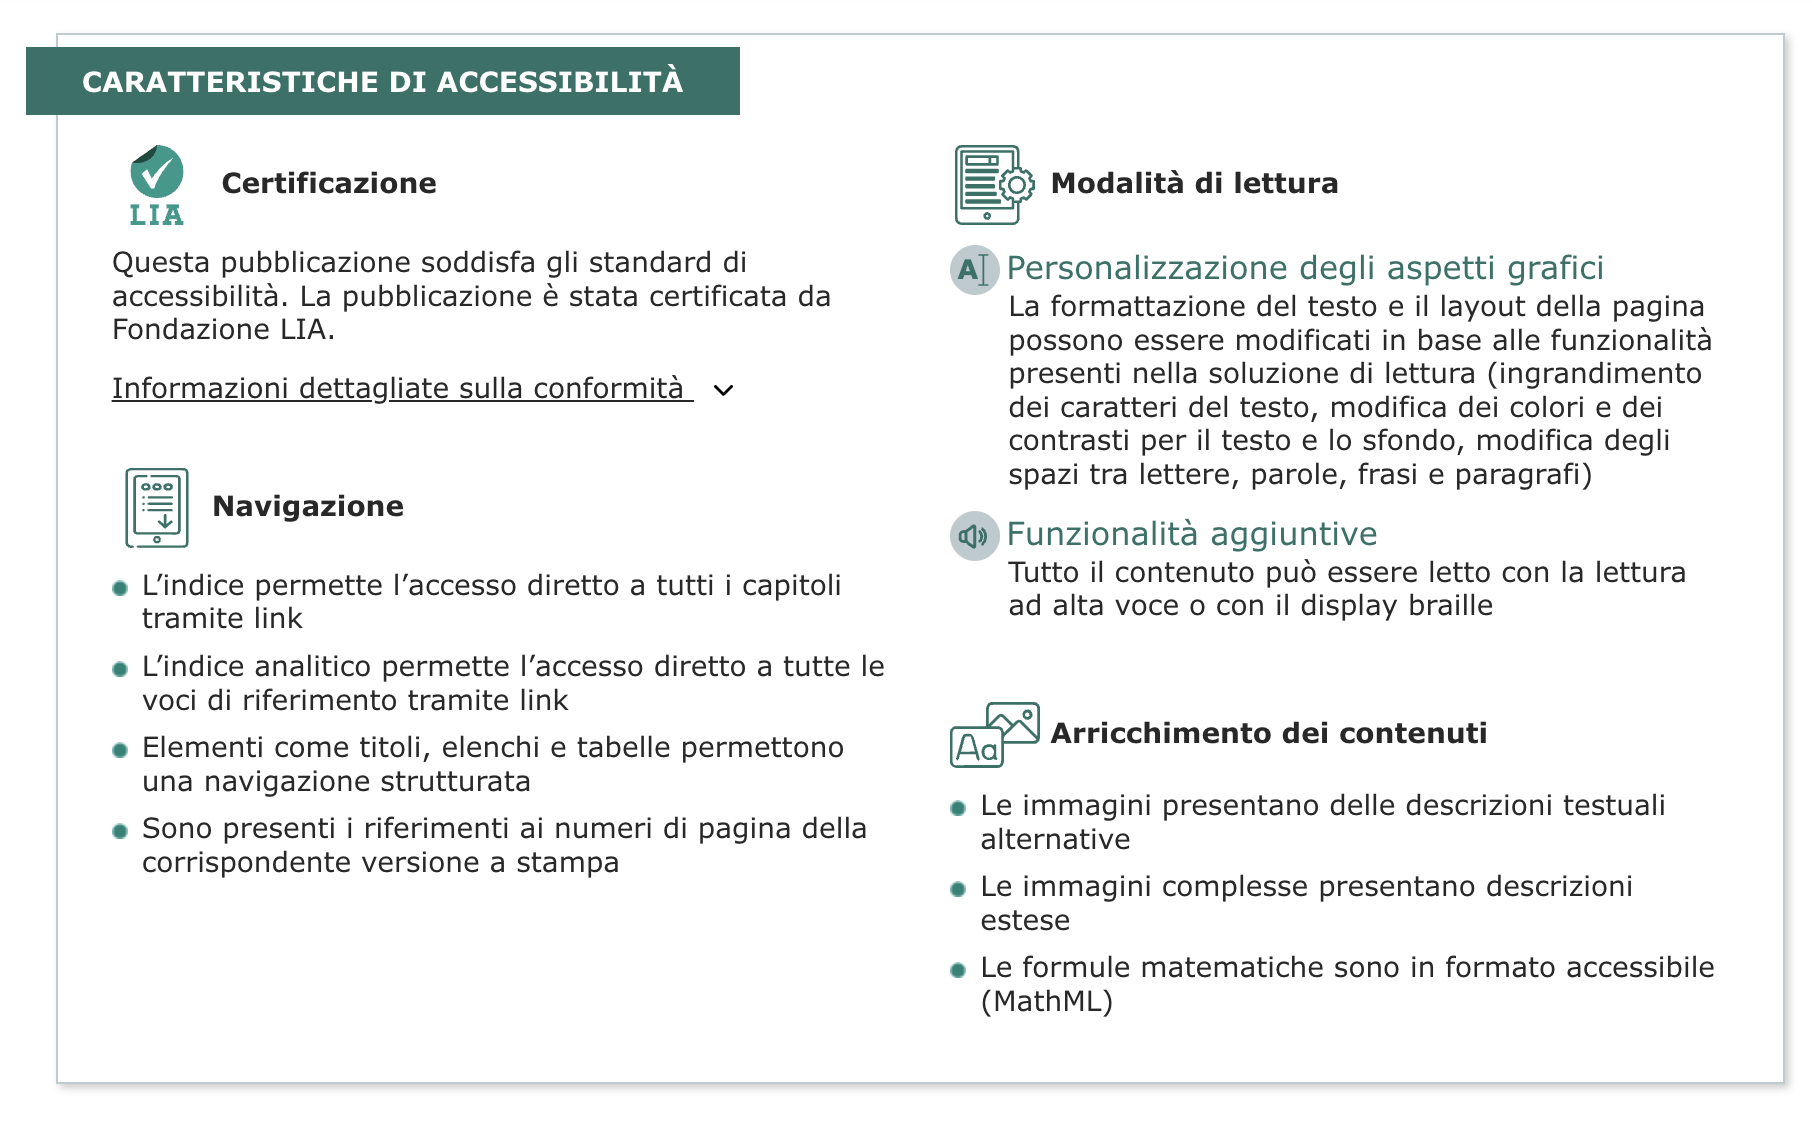 CARATTERISTICHE DI ACCESSIBILITÀ
LIA
Certificazione
Questa pubblicazione soddisfa gli standard di
accessibilità. La pubblicazione è stata certificata da
Fondazione LIA.
Informazioni dettagliate sulla conformità
Navigazione
L’indice permette l’accesso diretto a tutti i capitoli
tramite link
L’indice analitico permette l’accesso diretto a tutte le
voci di riferimento tramite link
Elementi come titoli, elenchi e tabelle permettono
una navigazione strutturata
Sono presenti i riferimenti ai numeri di pagina della
corrispondente versione a stampa
Modalità di lettura
A
Personalizzazione degli aspetti grafici
La formattazione del testo e il layout della pagina
possono essere modificati in base alle funzionalità
presenti nella soluzione di lettura (ingrandimento
dei caratteri del testo, modifica dei colori e dei
contrasti per il testo e lo sfondo, modifica degli
spazi tra lettere, parole, frasi e paragrafi)
Funzionalità aggiuntive
Tutto il contenuto può essere letto con la lettura
ad alta voce o con il display braille
Aa
Arricchimento dei contenuti
Le immagini presentano delle descrizioni testuali
alternative
Le immagini complesse presentano descrizioni
estese
Le formule matematiche sono in formato accessibile
(MathML)